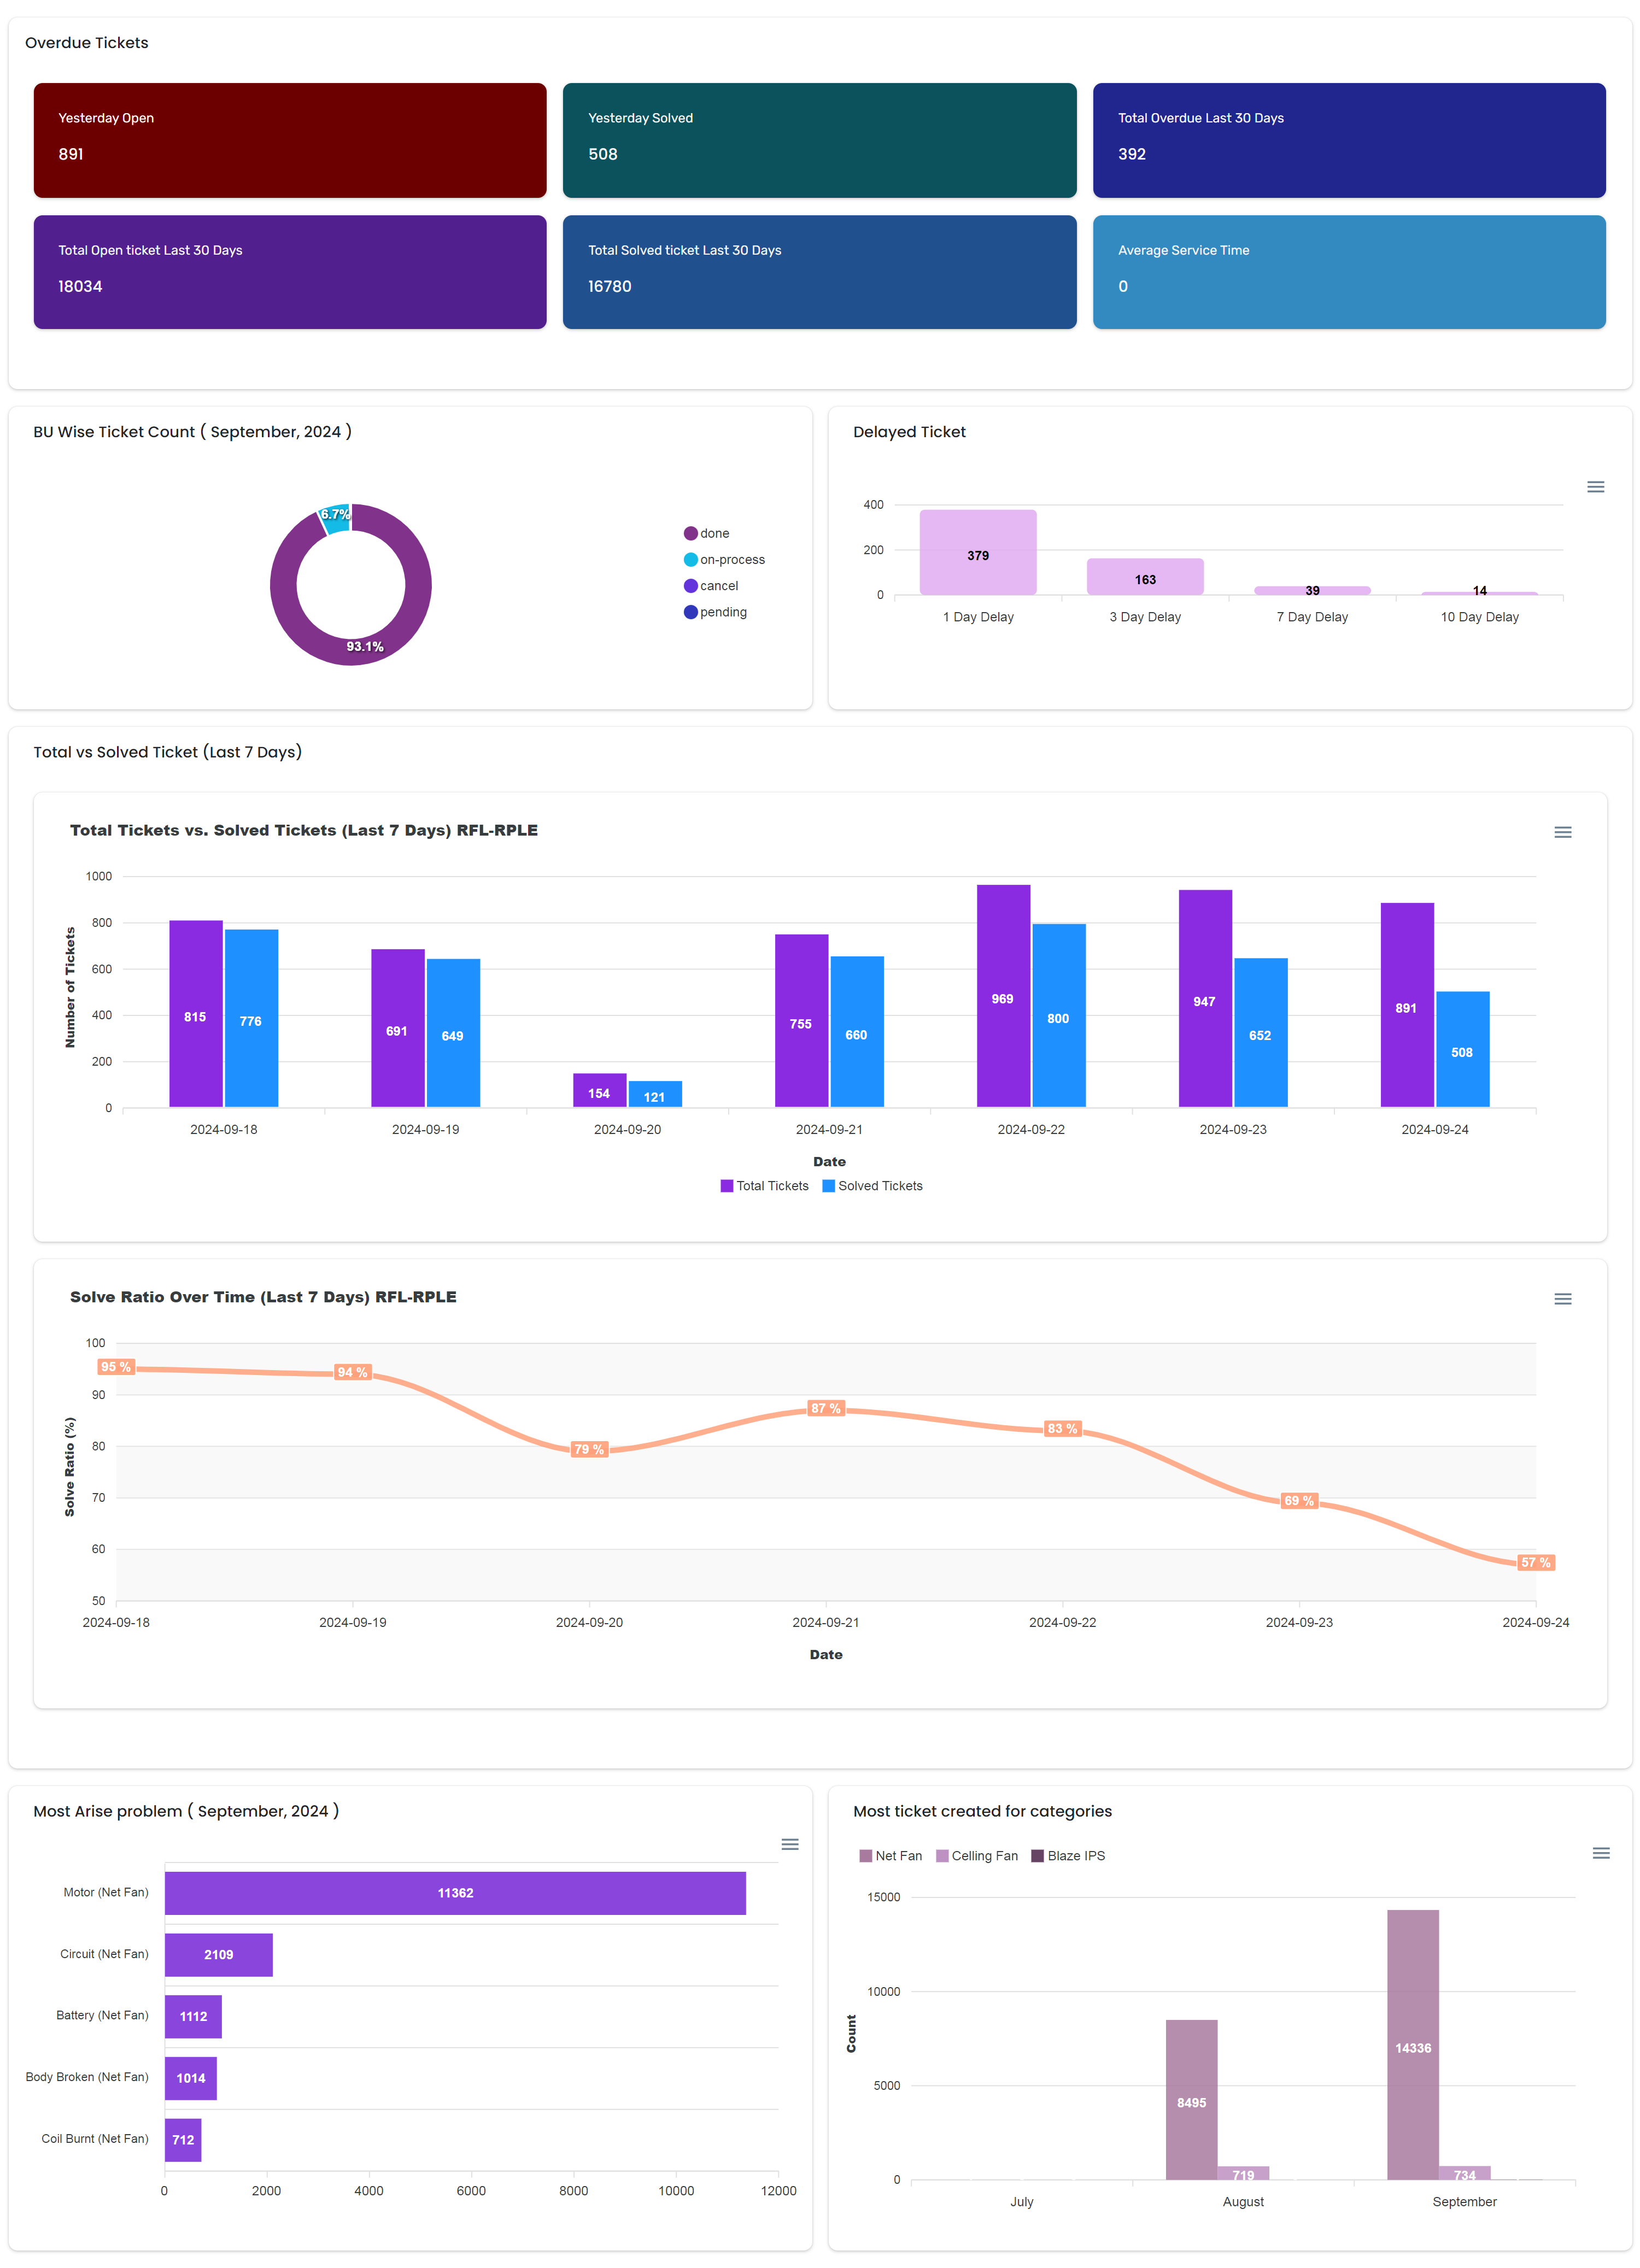 Overdue Tickets
Yesterday Open
891
Yesterday Solved
508
Total Overdue Last 30 Days
392
Total Open ticket Last 30 Days
18034
Total Solved ticket Last 30 Days
16780
Average Service Time
0
BU Wise Ticket Count ( September, 2024 )
6.7%
93.1%
done
on-process
cancel
pending
Delayed Ticket
400
200
0
379
163
39
14
1 Day Delay
3 Day Delay
7 Day Delay
10 Day Delay
Total vs Solved Ticket (Last 7 Days)
Total Tickets vs. Solved Tickets (Last 7 Days) RFL-RPLE
Number of Tickets
1000
800
600
400
200
0
815
776
691
649
154
121
755
660
969
800
947
652
891
508
2024-09-18
2024-09-19
2024-09-20
2024-09-21
2024-09-22
2024-09-23
2024-09-24
Date
Total Tickets
Solved Tickets
Solve Ratio Over Time (Last 7 Days) RFL-RPLE
Solve Ratio (%)
100
90
80
70
60
50
95 %
94 %
79 %
87 %
83 %
69 %
57 %
2024-09-18
2024-09-19
2024-09-20
2024-09-21
2024-09-22
2024-09-23
2024-09-24
Date
Most Arise problem ( September, 2024 )
Motor (Net Fan)
11362
Circuit (Net Fan)
2109
Battery (Net Fan)
1112
Body Broken (Net Fan)
1014
Coil Burnt (Net Fan)
712
0
2000
4000
6000
8000
10000
12000
Most ticket created for categories
Net Fan
Celling Fan
Blaze IPS
Count
15000
10000
5000
0
8495
719
14336
734
July
August
September